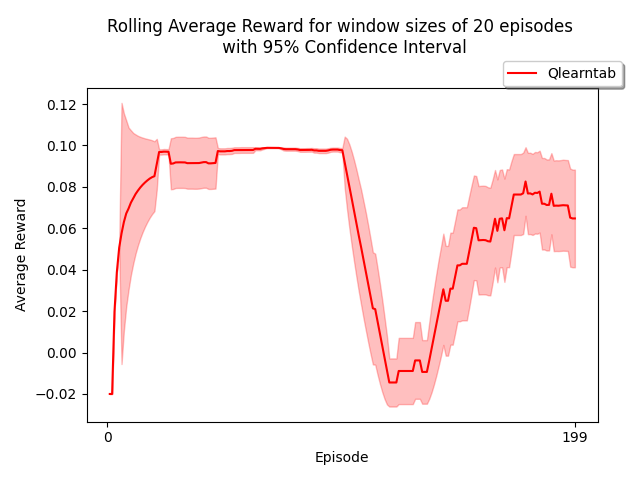 Rolling Average Reward for window sizes of 20 episodes
with 95% Confidence Interval
Qlearntab
Average Reward
0.12
0.10
0.08
0.06
0.04
0.02
0.00
−0.02
0
199
Episode